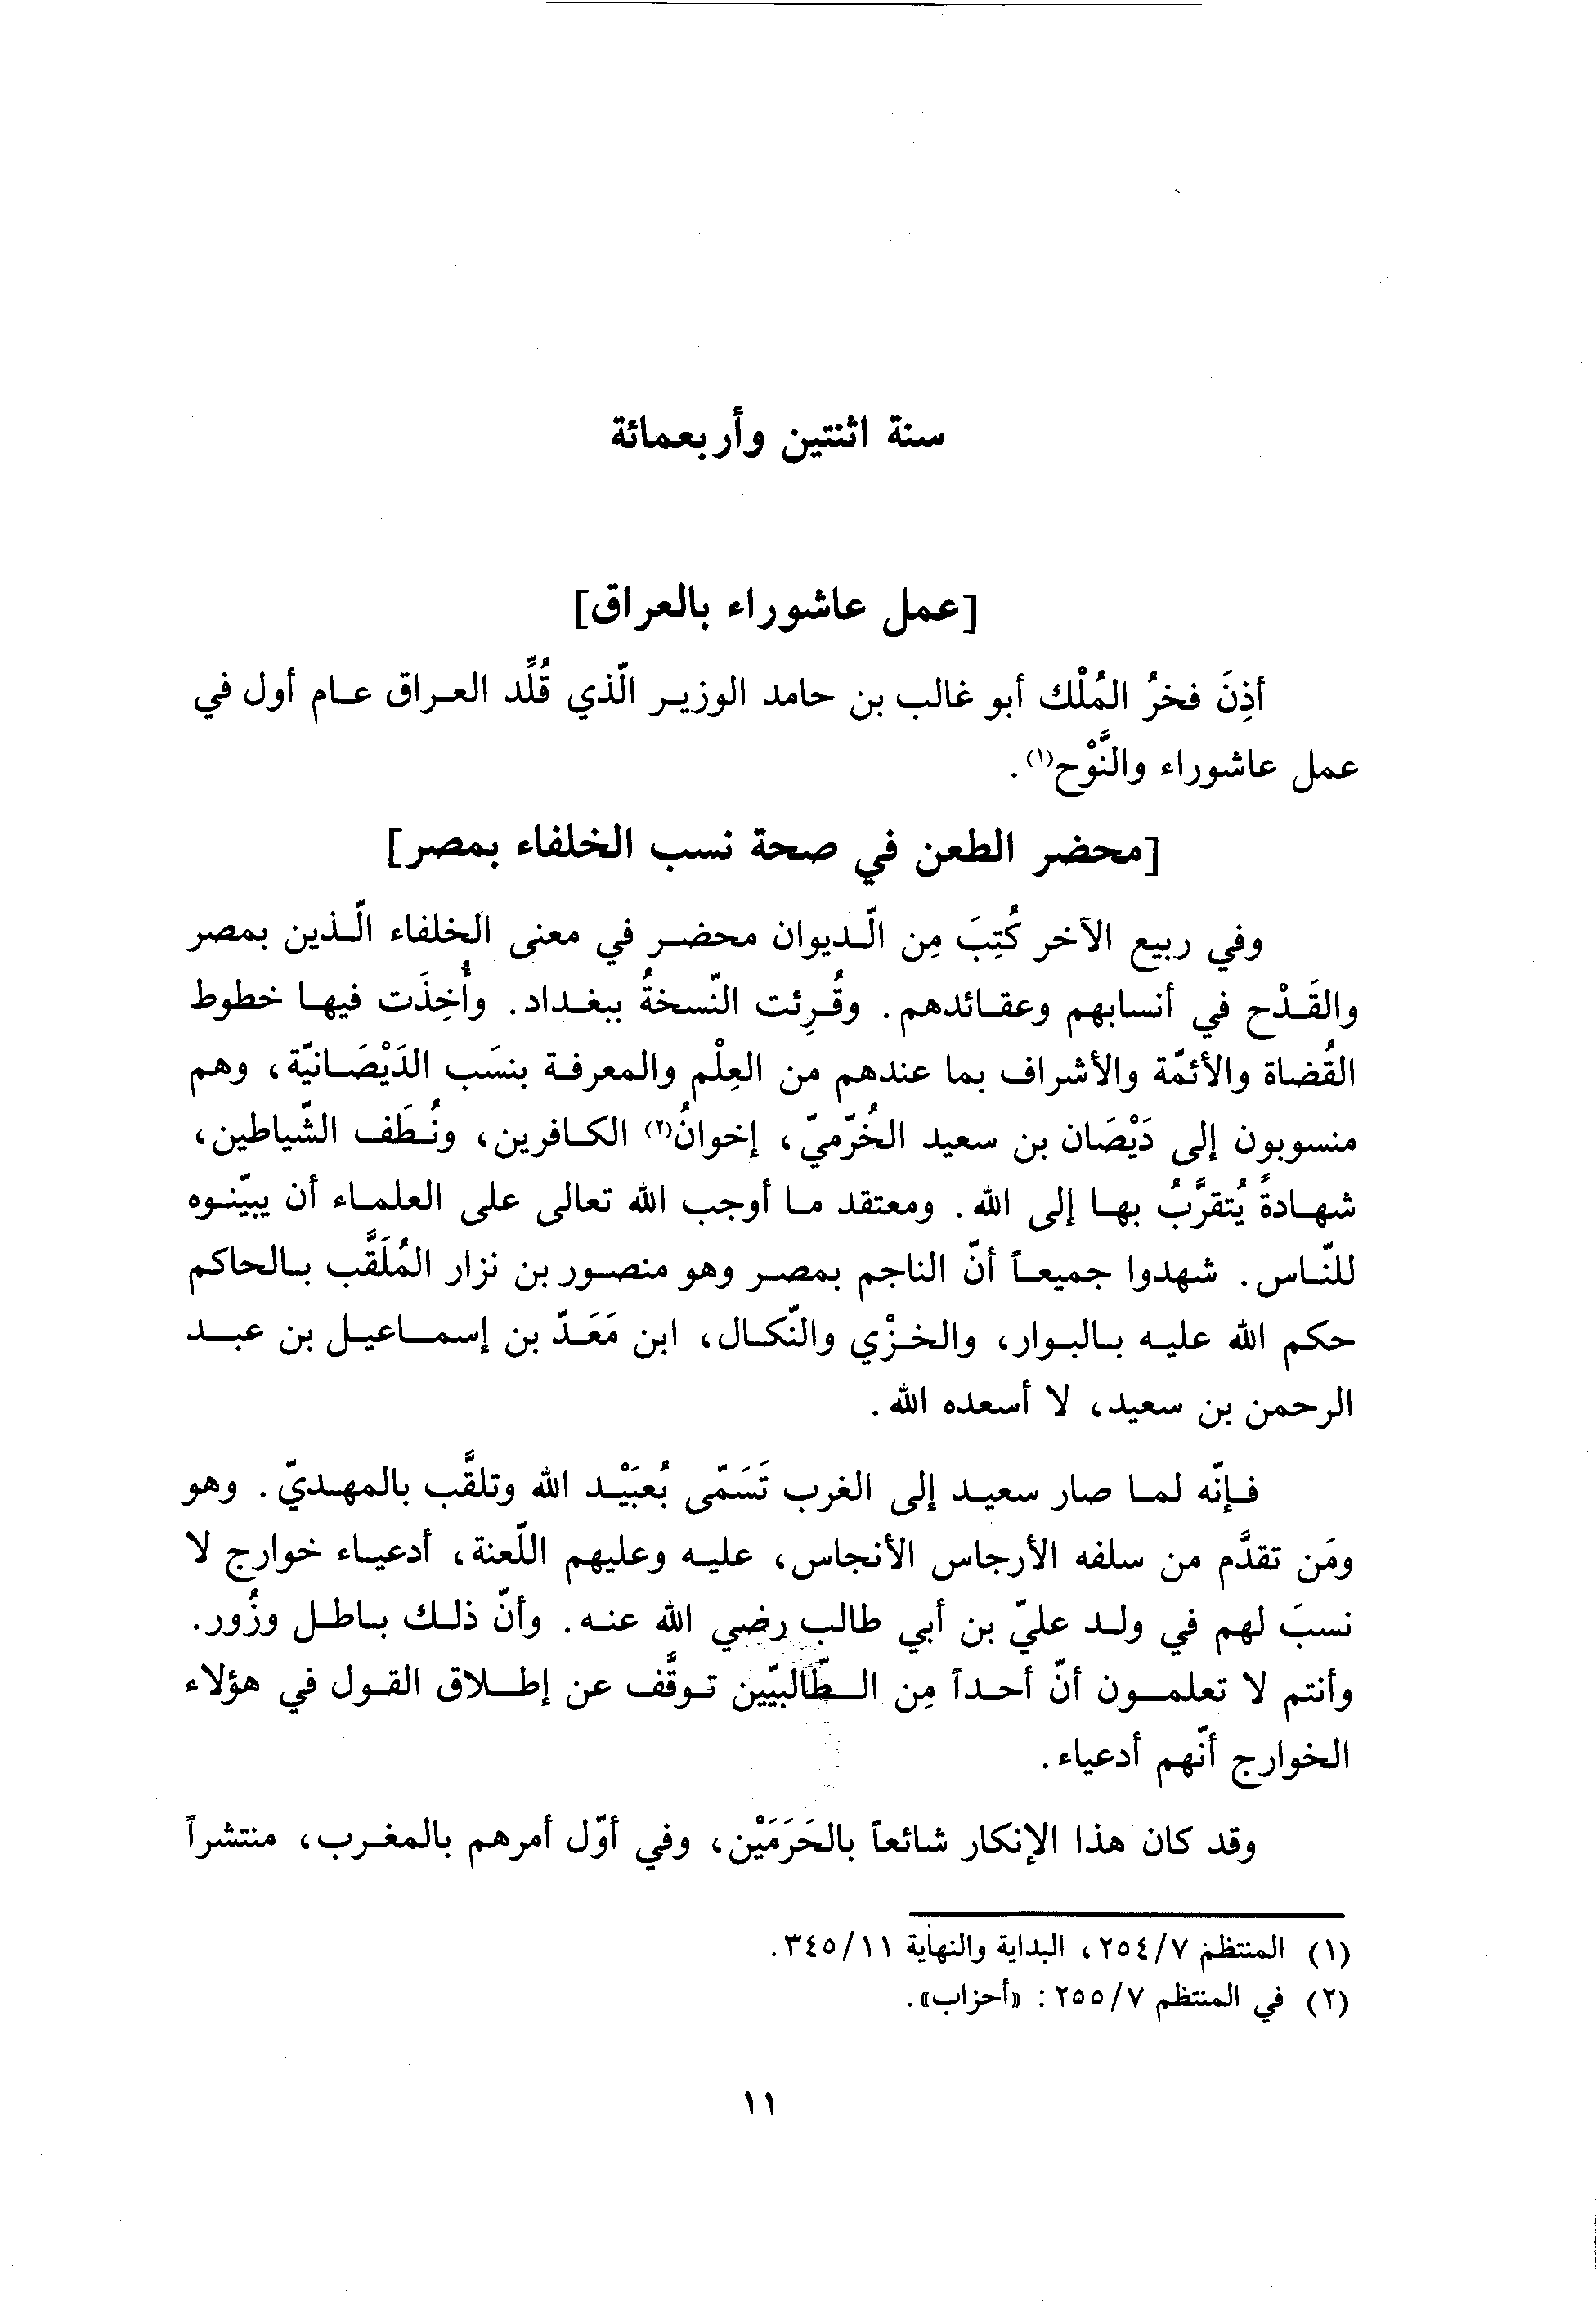 سنة اثنتين وأربعمائة
[عمل عاشوراء بالعراق]
أذِنَ فخرُ المُلْك أبو غالب بن حامد الوزير الّذي قُلِّد العراق عام أول في
عمل عاشوراء والنَّوْح(١).
[محضر الطعن في صحة نسب الخلفاء بمصر]
وفي ربيع الآخر كُتِبَ مِن الّديوان محضر في معنى الخلفاء الّذين بمصر
والقَدْح في أنسابهم وعقائدهم. وقُرِئت النّسخةُ ببغداد. وأُخِذَت فيها خطوط
القُضاة والأئمّة والأشراف بما عندهم من العِلْم والمعرفة بنسَب الدَيْصَانيّة، وهم
منسوبون إلى دَيْصَان بن سعيد الخُرّميّ، إخوانُ(٢) الكافرين، ونُطَف الشّياطين،
شهادةً يُتقرَّبُ بها إلى الله. ومعتقد ما أوجب الله تعالى على العلماء أن يبيّنوه
للنّاس. شهدوا جميعاً أنّ الناجم بمصر وهو منصور بن نزار المُلَقَّب بالحاكم
حكم الله عليه بالبوار، والخزْي والنّكال، ابن مَعَدّ بن إسماعيل بن عبد
الرحمن بن سعيد، لا أسعده الله.
فإنّه لما صار سعيد إلى الغرب تَسَمّى بُعبَيْد الله وتلقَّب بالمهديّ. وهو
ومَن تقدَّم من سلفه الأرجاس الأنجاس، عليه وعليهم اللّعنة، أدعياء خوارج لا
نسبَ لهم في ولد عليّ بن أبي طالب رضي الله عنه. وأنّ ذلك باطل وزُور.
وأنتم لا تعلمون أنّ أحداً مِن الطّالبيّين توقَّف عن إطلاق القول في هؤلاء
الخوارج أنّهم أدعياء.
وقد كان هذا الإنكار شائعاً بالحَرَمَيْن، وفي أوّل أمرهم بالمغرب، منتشراً
(١) المنتظم ٢٥٤/٧، البداية والنهاية ٣٤٥/١١.
(٢) في المنتظم ٢٥٥/٧: «أحزاب».
١١